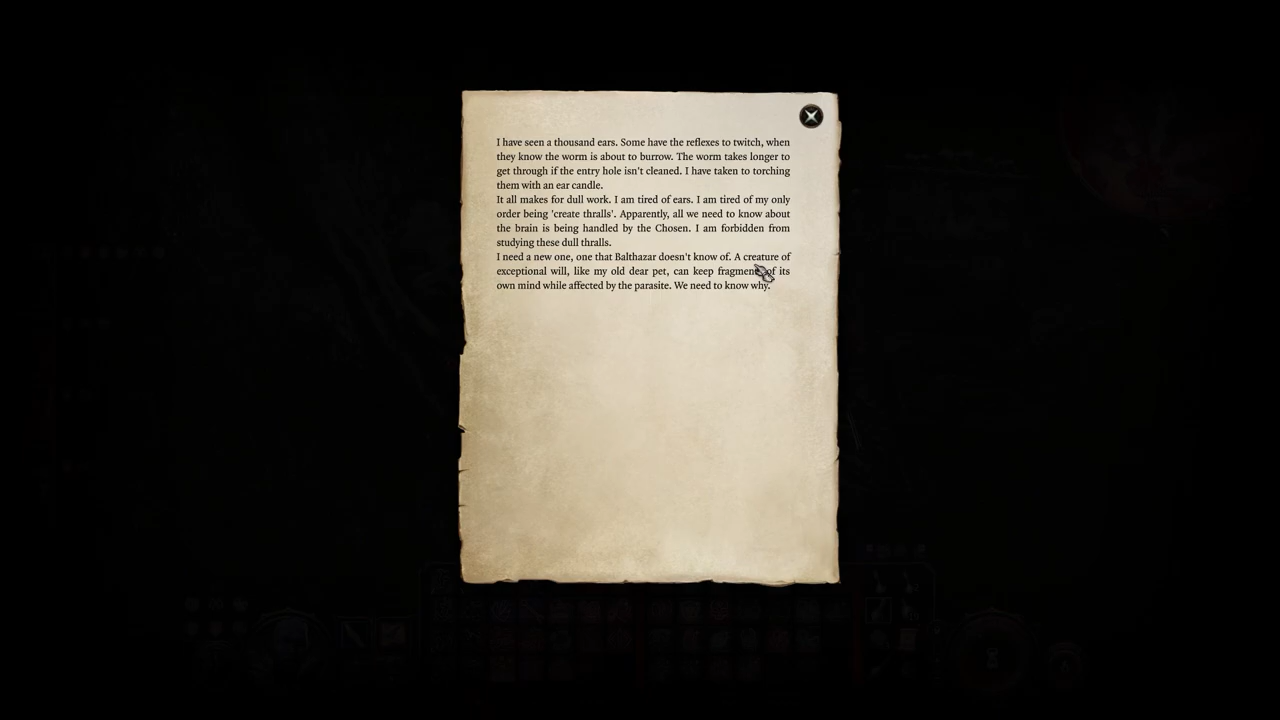 I have seen a thousand ears. Some have the reflexes to twitch, when
they know the worm is about to burrow. The worm takes longer to
get through if the entry hole isn't cleaned. I have taken to torching
them with an ear candle.
It all makes for dull work. I am tired of ears. I am tired of my only
order being 'create thralls'. Apparently, all we need to know about
the brain is being handled by the Chosen. I am forbidden from
studying these dull thralls.
I need a new one, one that Balthazar doesn't know of. A creature of
exceptional will, like my old dear pet, can keep fragments of its
own mind while affected by the parasite. We need to know why.